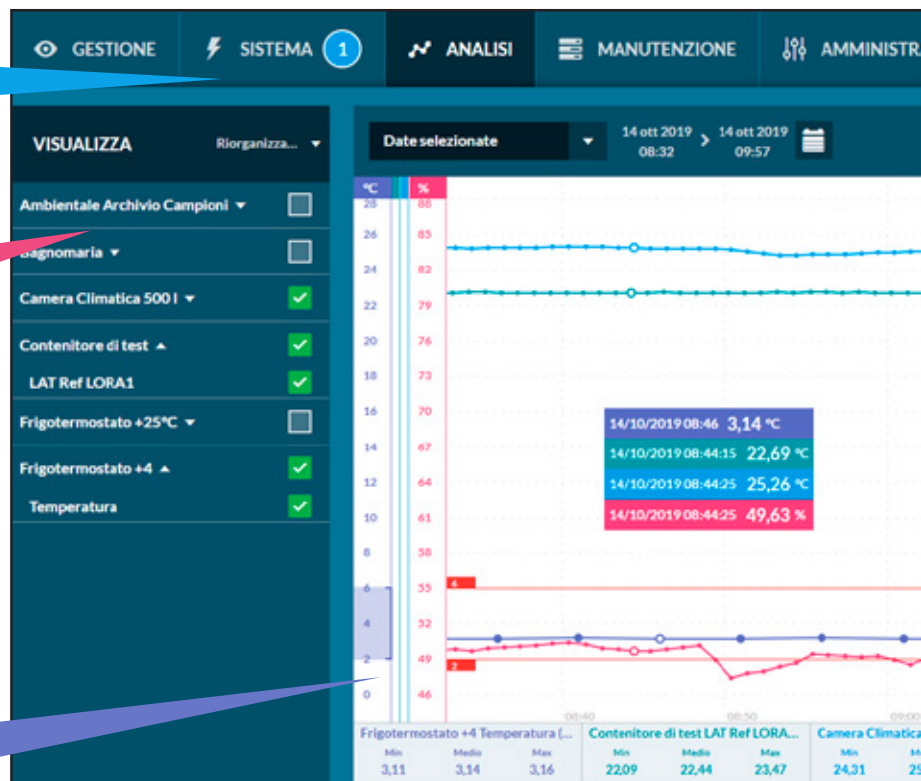 GESTIONE SISTEMA 1 ANALISI MANUTENZIONE AMMINISTRA
VISUALIZZA Riorganizza...
Date selezionate 14 ott 2019 08:32 > 14 ott 2019 09:57
Ambientale Archivio Campioni
Bagnomaria
Camera Climatica 500 l
Contenitore di test
LAT Ref LORA1
Frigotermostato +25°C
Frigotermostato +4
Temperatura
°C %
28 88
26 85
24 82
22 79
20 76
18 73
16 70
14 67
12 64
10 61
8 58
6 55
4 52
2 49
0 46
14/10/2019 08:46 3,14 °C
14/10/2019 08:44:15 22,69 °C
14/10/2019 08:44:25 25,26 °C
14/10/2019 08:44:25 49,63 %
6
2
08:40 08:50 09:00
Frigotermostato +4 Temperatura (... Contenitore di test LAT Ref LORA... Camera Climatica
Min Medio Max Min Medio Max Min
3,11 3,14 3,16 22,09 22,44 23,47 24,31